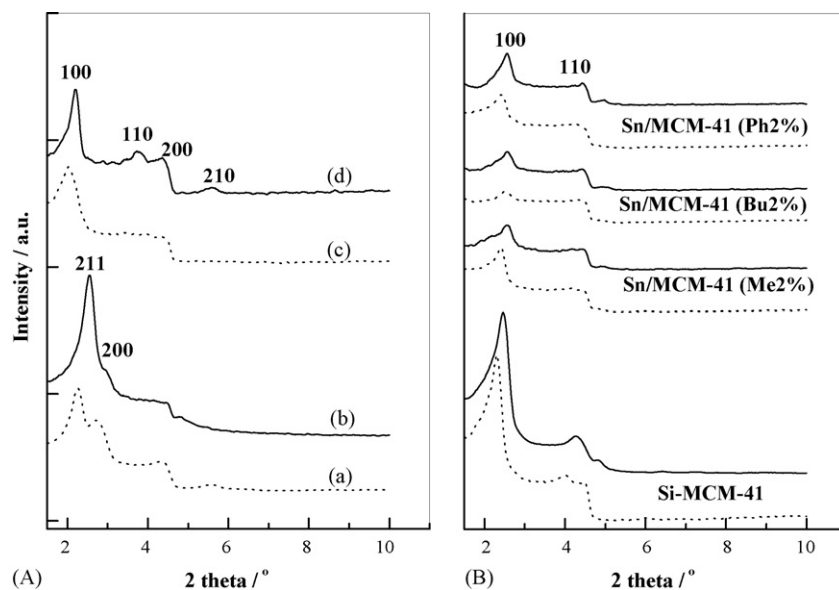 100
110
200
210
(d)
(c)
211
200
(b)
(a)
Intensity / a.u.
2 4 6 8 10
(A) 2 theta / °
100
110
Sn/MCM-41 (Ph2%)
Sn/MCM-41 (Bu2%)
Sn/MCM-41 (Me2%)
Si-MCM-41
2 4 6 8 10
(B) 2 theta / °